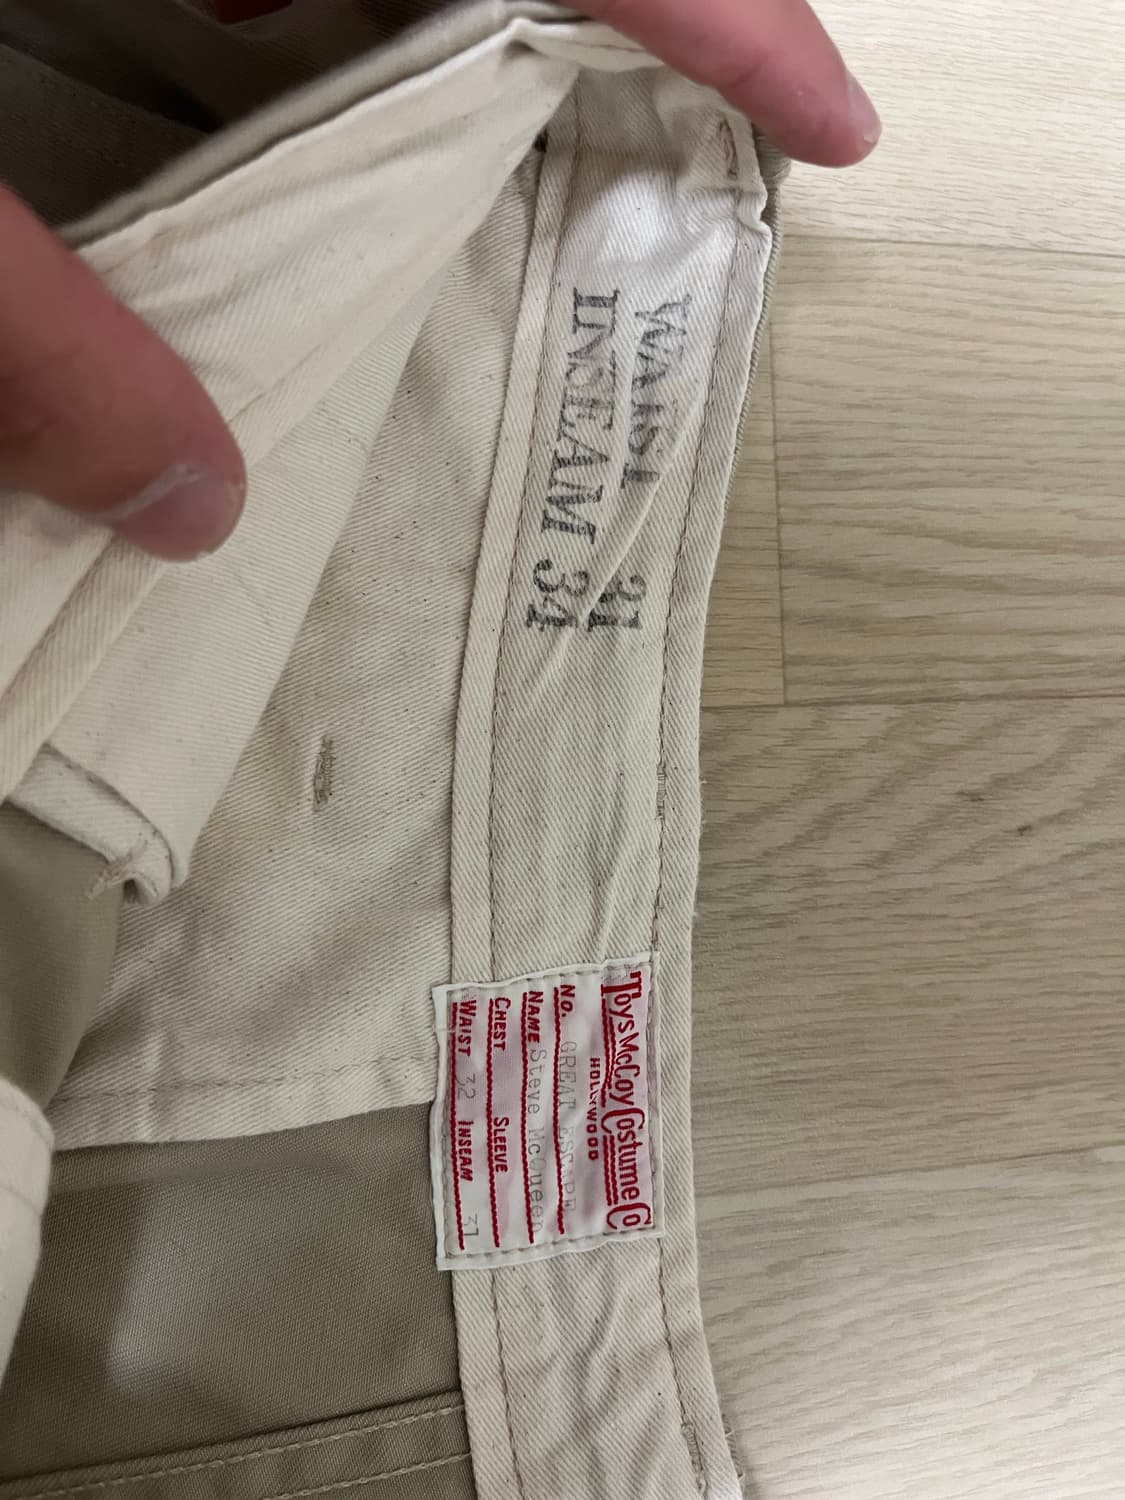 WAIST 31
INSEAM 34
Toys McCoy Costume Co
HOLLYWOOD
NO. GREAT ESCAPE
NAME Steve McQueen
CHEST SLEEVE
WAIST 32 INSEAM 31